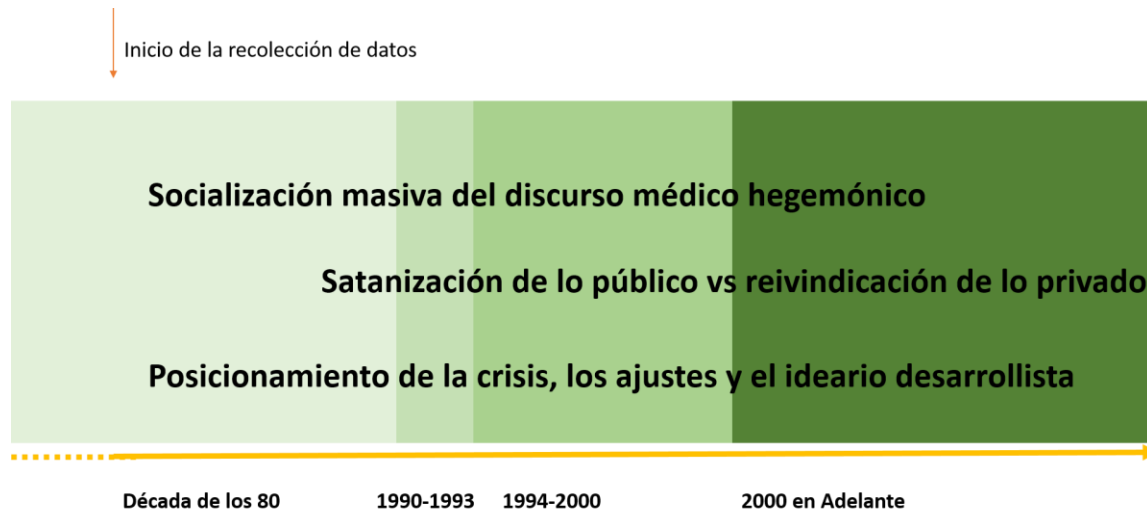 Inicio de la recolección de datos
Socialización masiva del discurso médico hegemónico
Satanización de lo público vs reivindicación de lo privado
Posicionamiento de la crisis, los ajustes y el ideario desarrollista
Década de los 80
1990-1993
1994-2000
2000 en Adelante